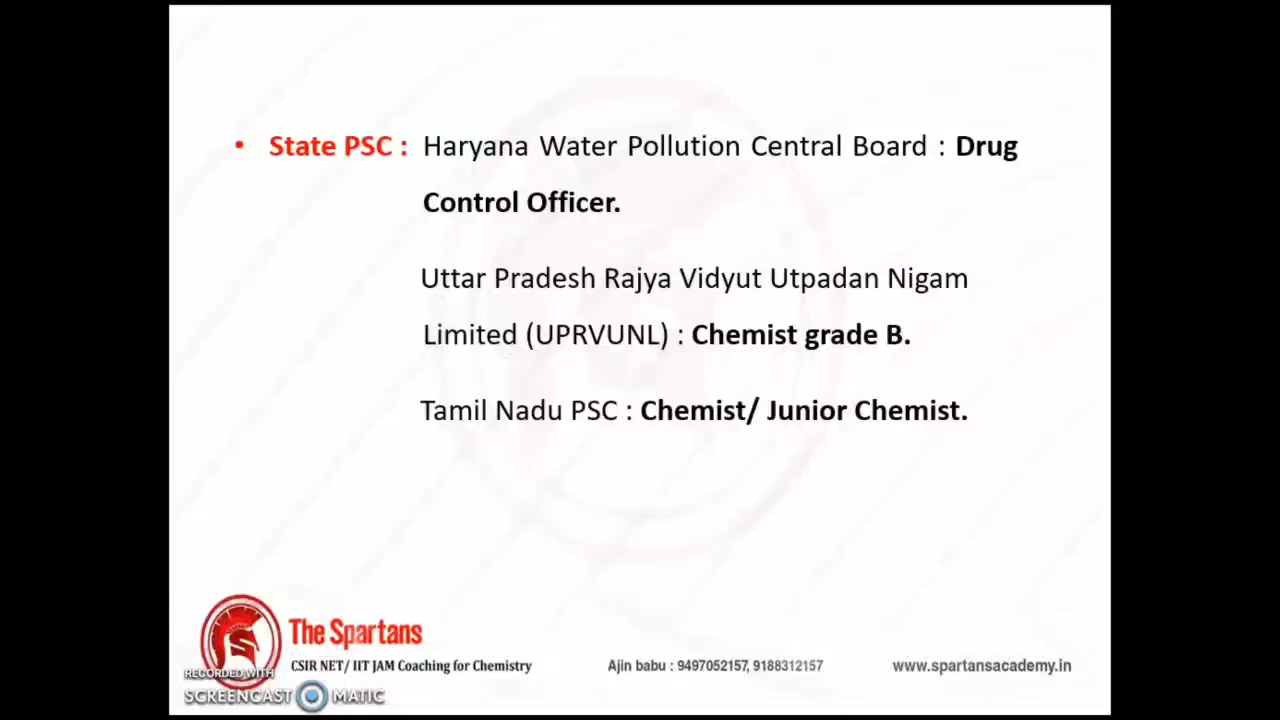 • State PSC : Haryana Water Pollution Central Board : Drug
Control Officer.
Uttar Pradesh Rajya Vidyut Utpadan Nigam
Limited (UPRVUNL) : Chemist grade B.
Tamil Nadu PSC : Chemist/ Junior Chemist.
The Spartans
CSIR NET/ IIT JAM Coaching for Chemistry
Ajin babu : 9497052157, 9188312157
www.spartansacademy.in
RECORDED WITH
SCREENCAST MATIC